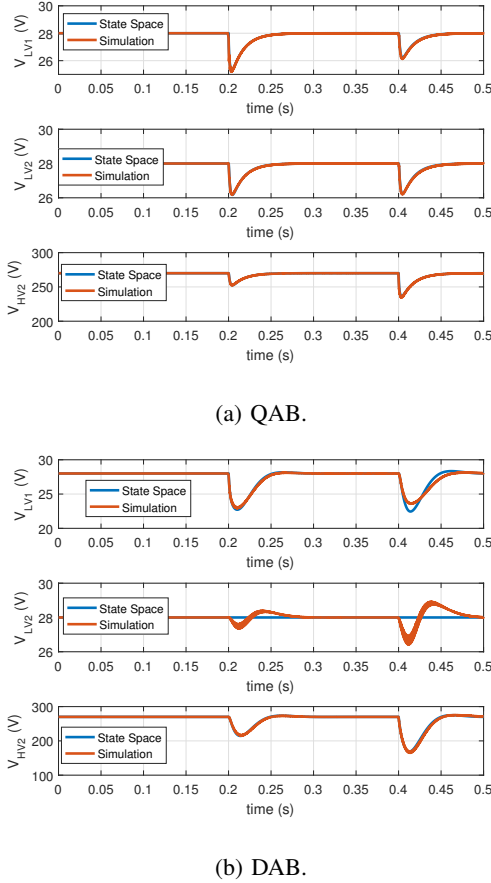 30
28
26
V_LV1 (V)
State Space
Simulation
0 0.05 0.1 0.15 0.2 0.25 0.3 0.35 0.4 0.45 0.5
time (s)
30
28
26
V_LV2 (V)
State Space
Simulation
0 0.05 0.1 0.15 0.2 0.25 0.3 0.35 0.4 0.45 0.5
time (s)
300
250
200
V_HV2 (V)
State Space
Simulation
0 0.05 0.1 0.15 0.2 0.25 0.3 0.35 0.4 0.45 0.5
time (s)
(a) QAB.
30
25
20
V_LV1 (V)
State Space
Simulation
0 0.05 0.1 0.15 0.2 0.25 0.3 0.35 0.4 0.45 0.5
time (s)
30
28
26
V_LV2 (V)
State Space
Simulation
0 0.05 0.1 0.15 0.2 0.25 0.3 0.35 0.4 0.45 0.5
time (s)
300
200
100
V_HV2 (V)
State Space
Simulation
0 0.05 0.1 0.15 0.2 0.25 0.3 0.35 0.4 0.45 0.5
time (s)
(b) DAB.